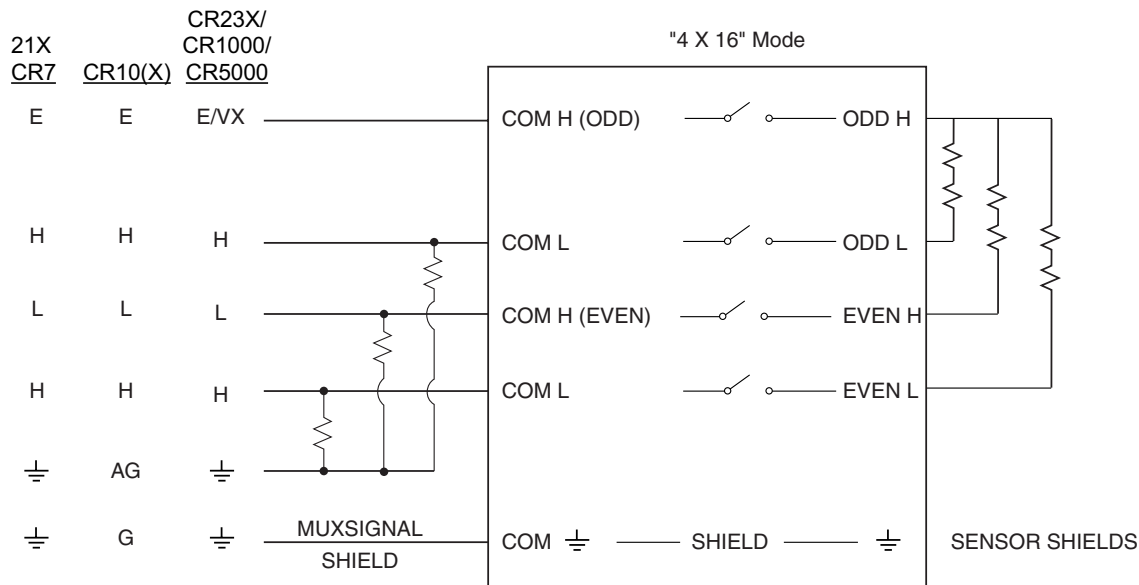 CR23X/
21X CR1000/ "4 X 16" Mode
CR7 CR10(X) CR5000
E E E/VX COM H (ODD) ODD H
H H H COM L ODD L
L L L COM H (EVEN) EVEN H
H H H COM L EVEN L
AG
G MUXSIGNAL COM SHIELD SENSOR SHIELDS
SHIELD